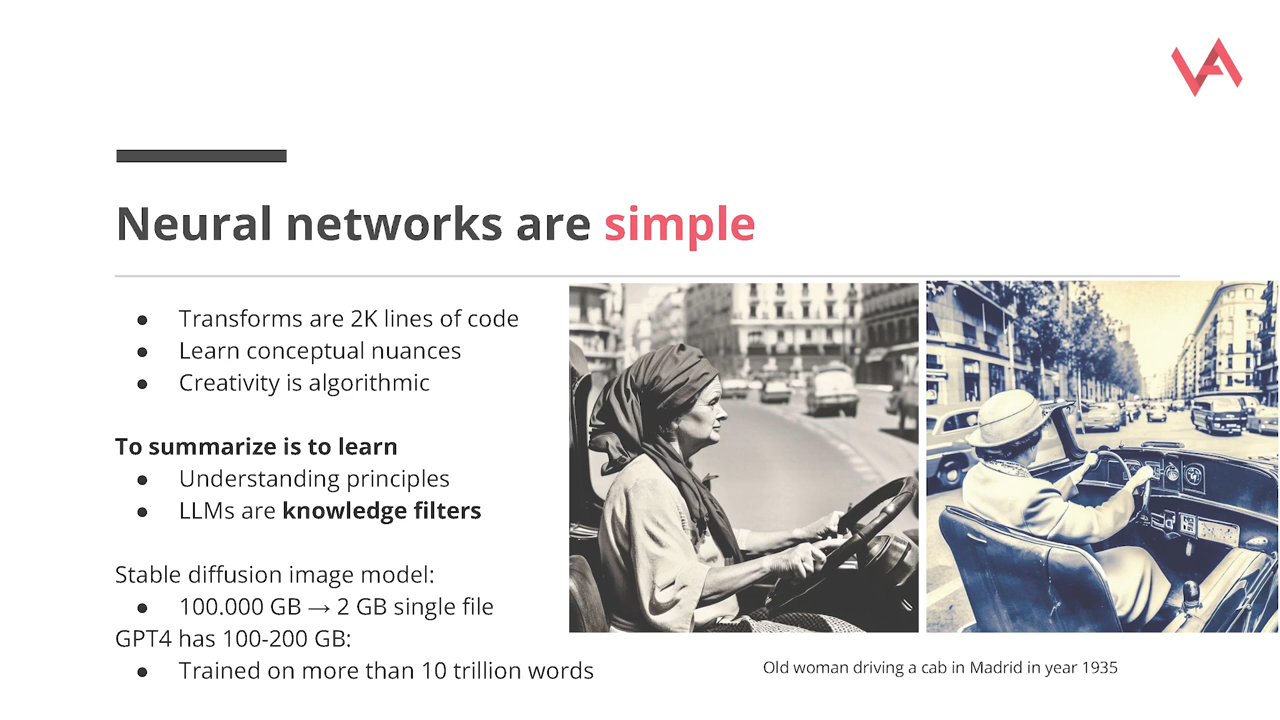 Neural networks are simple
● Transforms are 2K lines of code
● Learn conceptual nuances
● Creativity is algorithmic
To summarize is to learn
● Understanding principles
● LLMs are knowledge filters
Stable diffusion image model:
● 100.000 GB → 2 GB single file
GPT4 has 100-200 GB:
● Trained on more than 10 trillion words
Old woman driving a cab in Madrid in year 1935